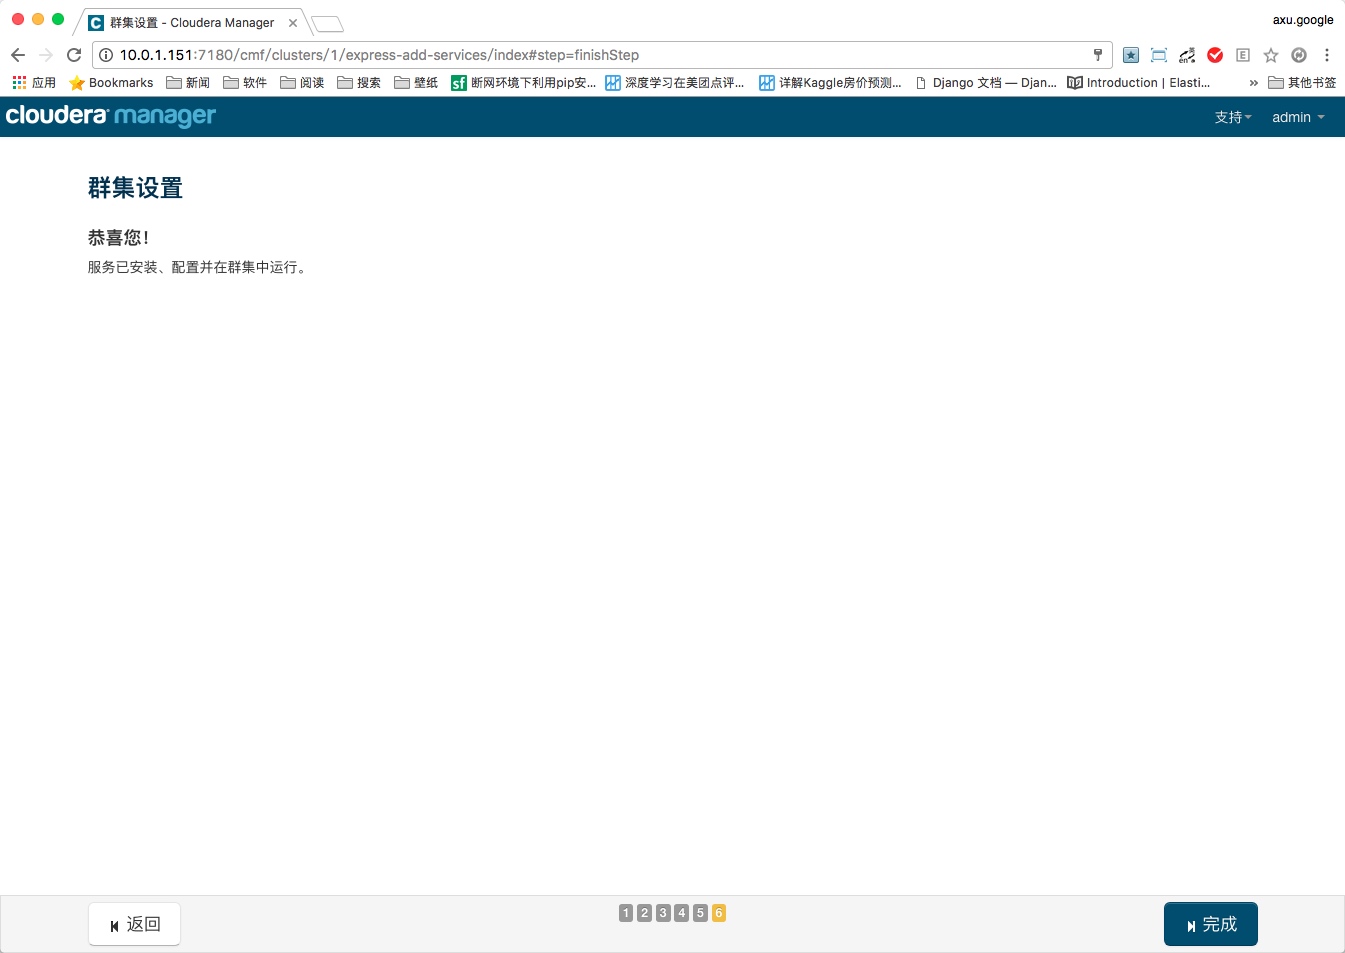 群集设置 - Cloudera Manager
axu.google
10.0.1.151:7180/cmf/clusters/1/express-add-services/index#step=finishStep
应用 Bookmarks 新闻 软件 阅读 搜索 壁纸 断网环境下利用pip安... 深度学习在美团点评... 详解Kaggle房价预测... Django 文档 — Djan... Introduction | Elasti... » 其他书签
cloudera manager 支持 admin
群集设置
恭喜您！
服务已安装、配置并在群集中运行。
返回 1 2 3 4 5 6 完成